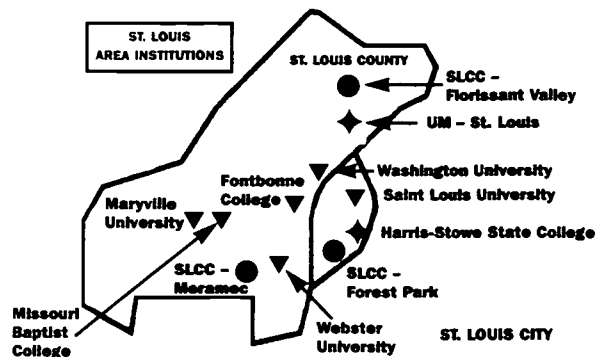 ST. LOUIS
AREA INSTITUTIONS
ST. LOUIS COUNTY
SLCC –
Florissant Valley
UM – St. Louis
Washington University
Fontbonne
College
Saint Louis University
Maryville
University
Harris-Stowe State College
SLCC –
Meramec
SLCC –
Forest Park
Missouri
Baptist
College
Webster
University
ST. LOUIS CITY